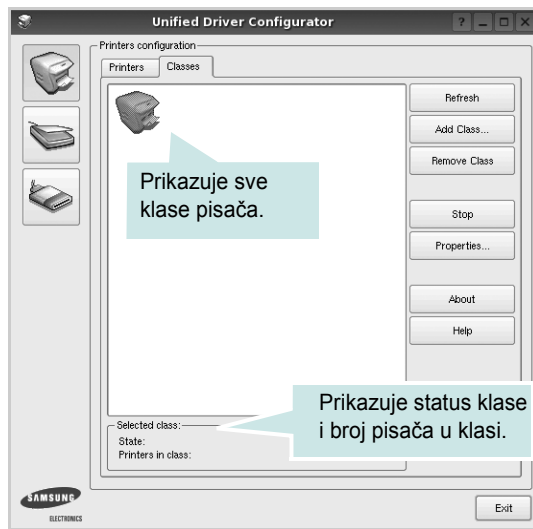 Unified Driver Configurator
Printers configuration
Printers Classes
Refresh
Add Class...
Remove Class
Stop
Properties...
About
Help
Prikazuje sve
klase pisača.
Prikazuje status klase
i broj pisača u klasi.
Selected class:
State:
Printers in class:
SAMSUNG
ELECTRONICS
Exit